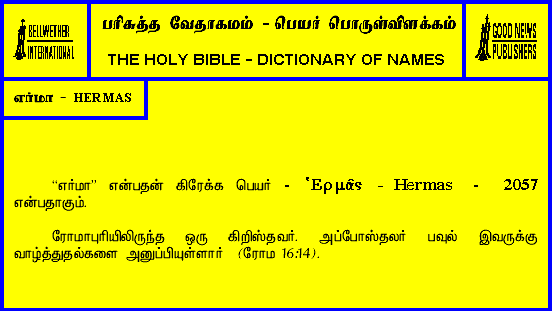 BELLWETHER
INTERNATIONAL
பரிசுத்த வேதாகமம் - பெயர் பொருள்விளக்கம்
THE HOLY BIBLE - DICTIONARY OF NAMES
GOOD NEWS
PUBLISHERS
எர்மா - HERMAS
“எர்மா” என்பதன் கிரேக்க பெயர் - Ἑρμᾶς - Hermas - 2057
என்பதாகும்.
ரோமாபுரியிலிருந்த ஒரு கிறிஸ்தவர். அப்போஸ்தலர் பவுல் இவருக்கு
வாழ்த்துதல்களை அனுப்பியுள்ளார் (ரோம 16:14).